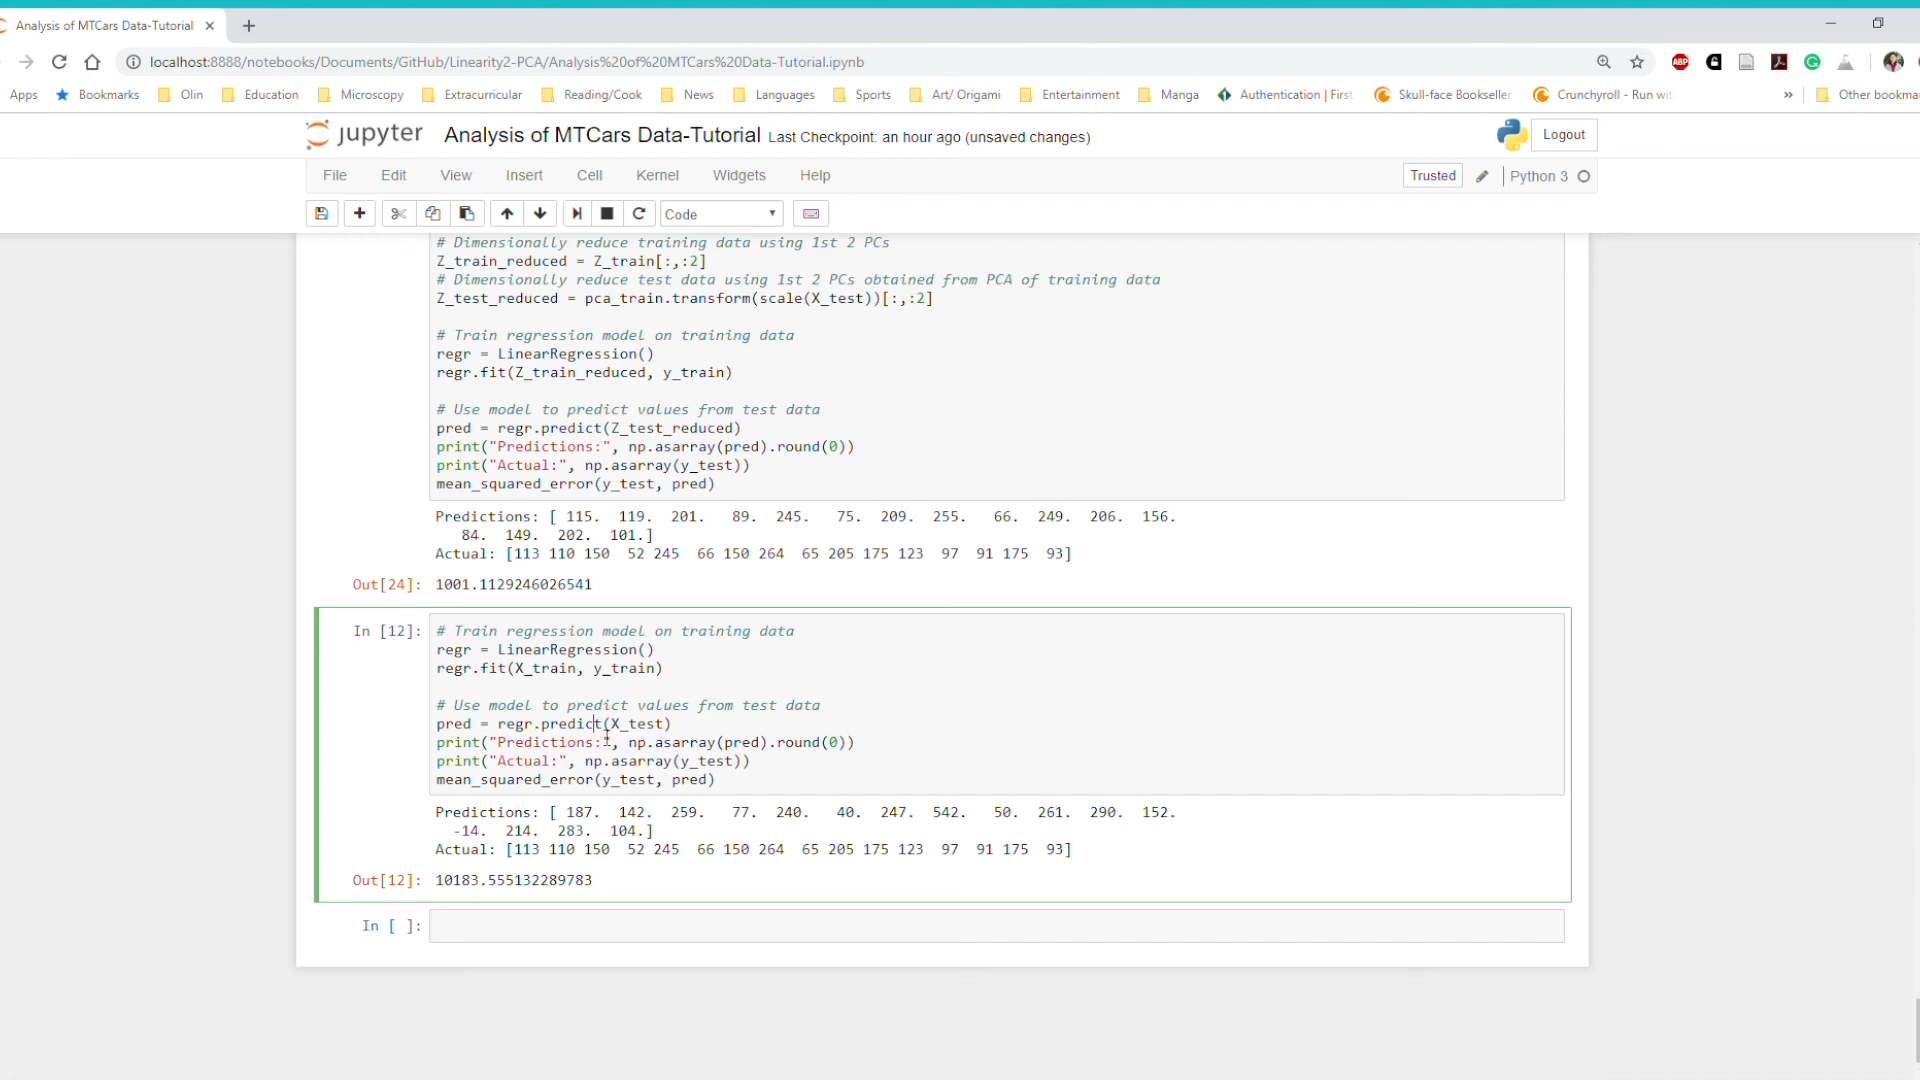 Analysis of MTCars Data-Tutorial
localhost:8888/notebooks/Documents/GitHub/Linearity2-PCA/Analysis%20of%20MTCars%20Data-Tutorial.ipynb
ABP
Apps Bookmarks Olin Education Microscopy Extracurricular Reading/Cook News Languages Sports Art/ Origami Entertainment Manga Authentication | First Skull-face Bookseller Crunchyroll - Run wit » Other bookma
jupyter Analysis of MTCars Data-Tutorial Last Checkpoint: an hour ago (unsaved changes) Logout
File Edit View Insert Cell Kernel Widgets Help Trusted Python 3
Code
# Dimensionally reduce training data using 1st 2 PCs
Z_train_reduced = Z_train[:,:2]
# Dimensionally reduce test data using 1st 2 PCs obtained from PCA of training data
Z_test_reduced = pca_train.transform(scale(X_test))[:,:2]
# Train regression model on training data
regr = LinearRegression()
regr.fit(Z_train_reduced, y_train)
# Use model to predict values from test data
pred = regr.predict(Z_test_reduced)
print("Predictions:", np.asarray(pred).round(0))
print("Actual:", np.asarray(y_test))
mean_squared_error(y_test, pred)
Predictions: [ 115. 119. 201. 89. 245. 75. 209. 255. 66. 249. 206. 156.
84. 149. 202. 101.]
Actual: [113 110 150 52 245 66 150 264 65 205 175 123 97 91 175 93]
Out[24]: 1001.1129246026541
In [12]: # Train regression model on training data
regr = LinearRegression()
regr.fit(X_train, y_train)
# Use model to predict values from test data
pred = regr.predict(X_test)
print("Predictions:", np.asarray(pred).round(0))
print("Actual:", np.asarray(y_test))
mean_squared_error(y_test, pred)
Predictions: [ 187. 142. 259. 77. 240. 40. 247. 542. 50. 261. 290. 152.
-14. 214. 283. 104.]
Actual: [113 110 150 52 245 66 150 264 65 205 175 123 97 91 175 93]
Out[12]: 10183.555132289783
In [ ]: